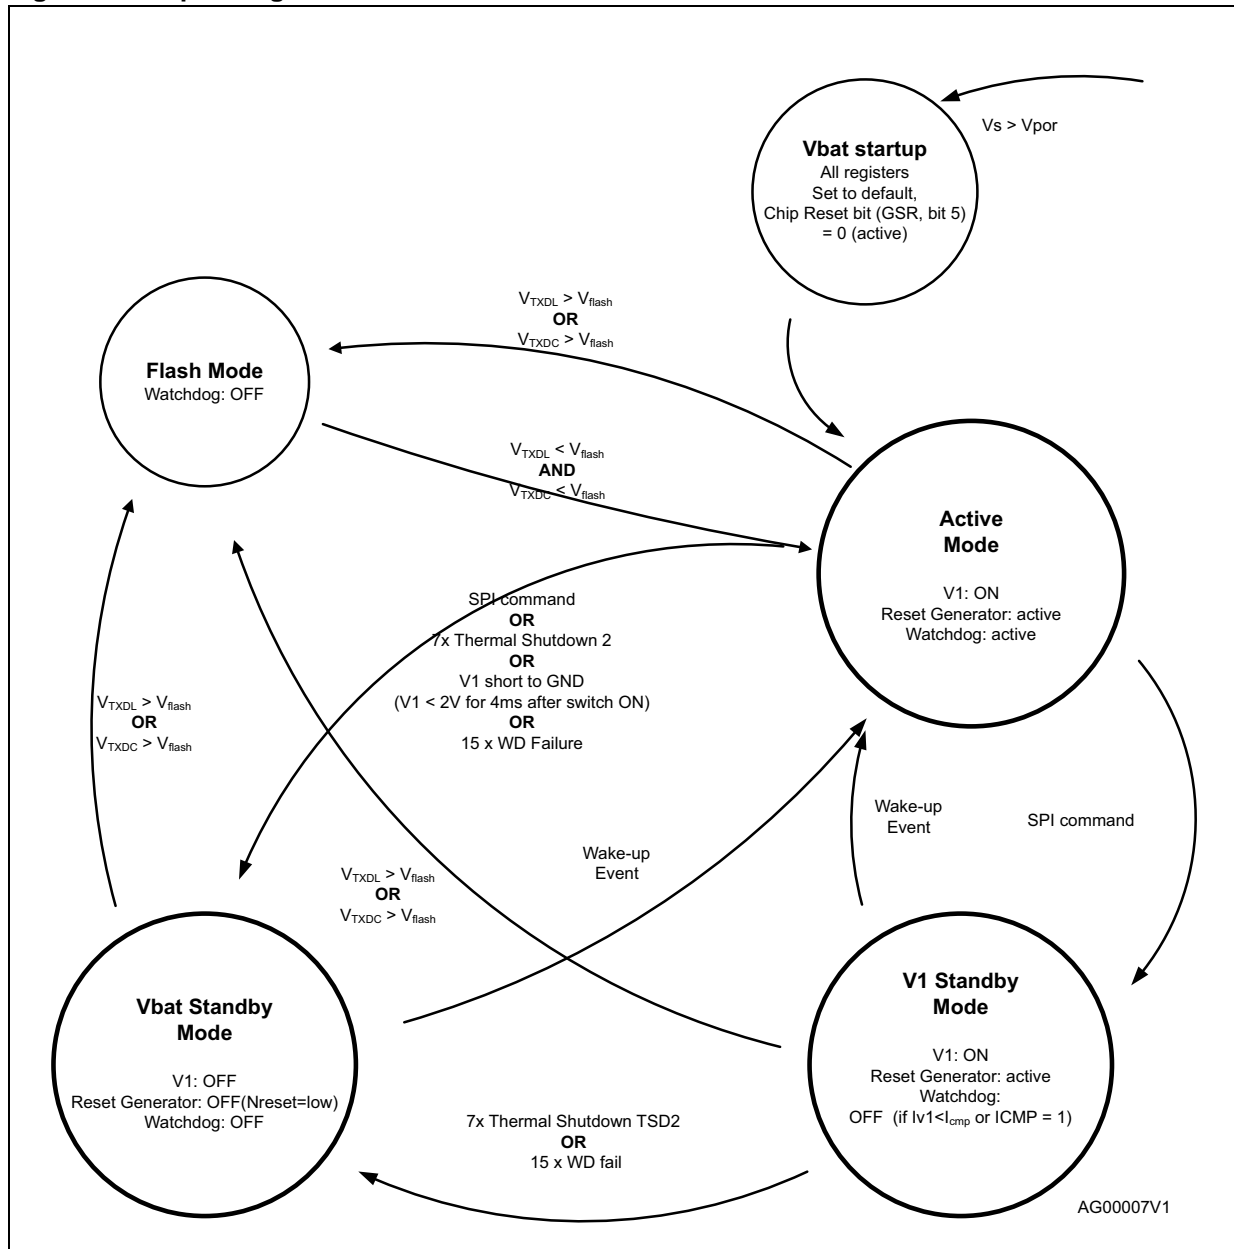 Vs > Vpor
Vbat startup
All registers
Set to default,
Chip Reset bit (GSR, bit 5)
= 0 (active)
VTXDL > Vflash
OR
VTXDC > Vflash
Flash Mode
Watchdog: OFF
VTXDL < Vflash
AND
VTXDC < Vflash
Active
Mode
V1: ON
Reset Generator: active
Watchdog: active
SPI command
OR
7x Thermal Shutdown 2
OR
V1 short to GND
(V1 < 2V for 4ms after switch ON)
OR
15 x WD Failure
VTXDL > Vflash
OR
VTXDC > Vflash
Wake-up
Event
SPI command
Wake-up
Event
VTXDL > Vflash
OR
VTXDC > Vflash
Vbat Standby
Mode
V1: OFF
Reset Generator: OFF(Nreset=low)
Watchdog: OFF
V1 Standby
Mode
V1: ON
Reset Generator: active
Watchdog:
OFF (if Iv1<Icmp or ICMP = 1)
7x Thermal Shutdown TSD2
OR
15 x WD fail
AG00007V1